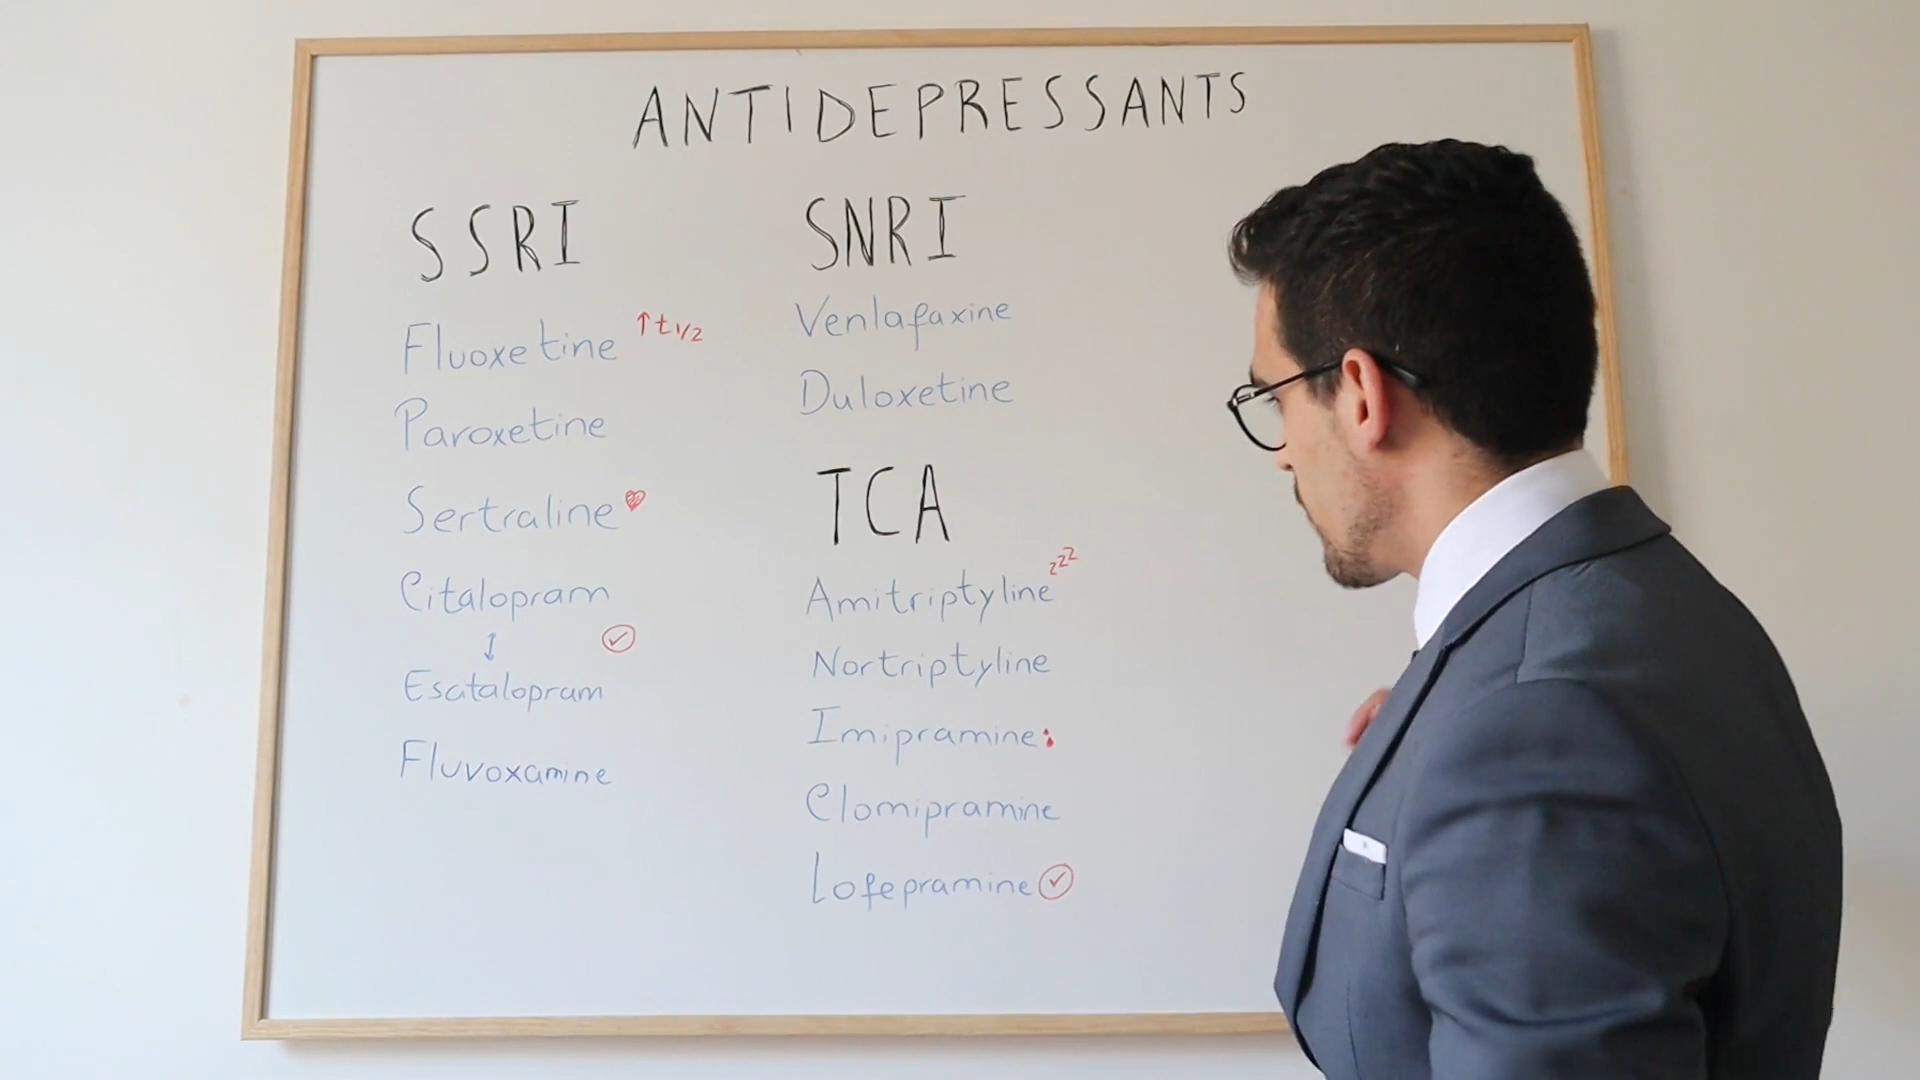 ANTIDEPRESSANTS
SSRI
Fluoxetine ↑t1/2
Paroxetine
Sertraline
Citalopram
↕
Escitalopram
Fluvoxamine
SNRI
Venlafaxine
Duloxetine
TCA
Amitriptyline zzz
Nortriptyline
Imipramine
Clomipramine
Lofepramine